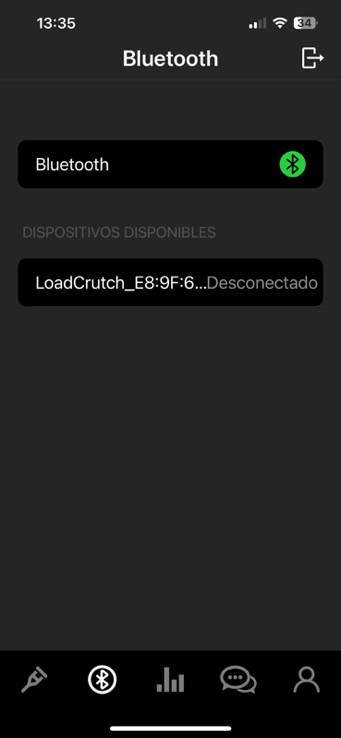 13:35
34
Bluetooth
Bluetooth
DISPOSITIVOS DISPONIBLES
LoadCrutch_E8:9F:6...Desconectado